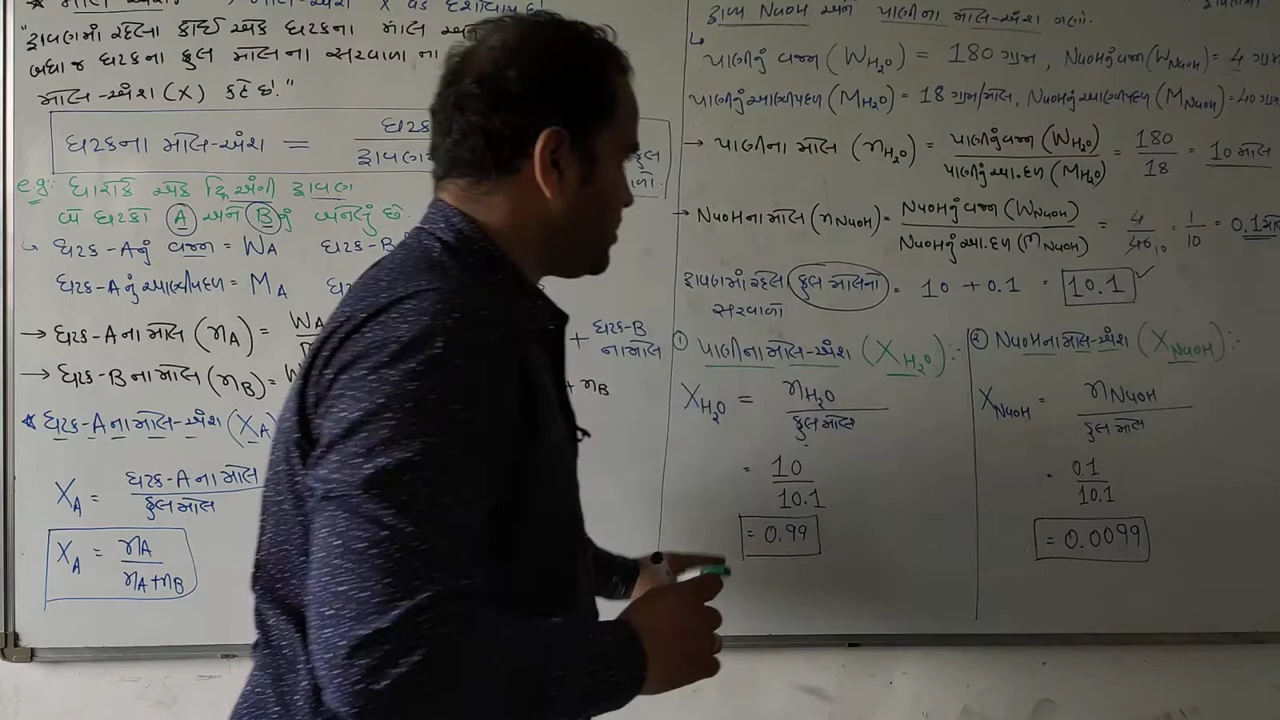 "દ્રાવણમાં રહેલા કોઈ એક ઘટકના મોલ અને
બધા જ ઘટકના કુલ મોલના સરવાળા ના
મોલ-અંશ (X) કહે છે."
ઘટકના મોલ-અંશ =
e.g: ધારોકે એક દ્વિઅંગી દ્રાવણ
બે ઘટકો A અને B નું બનેલું છે.
ઘટક-A નું વજન = WA ઘટક-B
ઘટક-A નું આણ્વીયદળ = MA
→ ઘટક-A ના મોલ (nA) = WA
→ ઘટક-B ના મોલ (nB) =
+ ઘટક-B ના મોલ
+ nB
* ઘટક-A ના મોલ-અંશ (XA)
XA = ઘટક-A ના મોલ / કુલ મોલ
XA = nA / nA+nB
દ્રાવ્ય NaOH અને પાણીના મોલ-અંશ ગણો.
પાણીનું વજન (WH2O) = 180 ગ્રામ, NaOH નું વજન (WNaOH) = 4 ગ્રામ
પાણીનું આણ્વીયદળ (MH2O) = 18 ગ્રામ/મોલ, NaOH નું આણ્વીયદળ (MNaOH) = 40 ગ્રામ
→ પાણીના મોલ (nH2O) = પાણીનું વજન (WH2O) / પાણીનું આ.દળ (MH2O) = 180 / 18 = 10 મોલ
→ NaOH ના મોલ (nNaOH) = NaOH નું વજન (WNaOH) / NaOH નું આ.દળ (MNaOH) = 4 / 40 10 = 1 / 10 = 0.1 મોલ
દ્રાવણમાં રહેલ કુલ મોલનો = 10 + 0.1 = 10.1 ✓
સરવાળો
① પાણીના મોલ-અંશ (XH2O):-
XH2O = nH2O / કુલ મોલ
= 10 / 10.1
= 0.99
② NaOH ના મોલ-અંશ (XNaOH):-
XNaOH = nNaOH / કુલ મોલ
= 0.1 / 10.1
= 0.0099